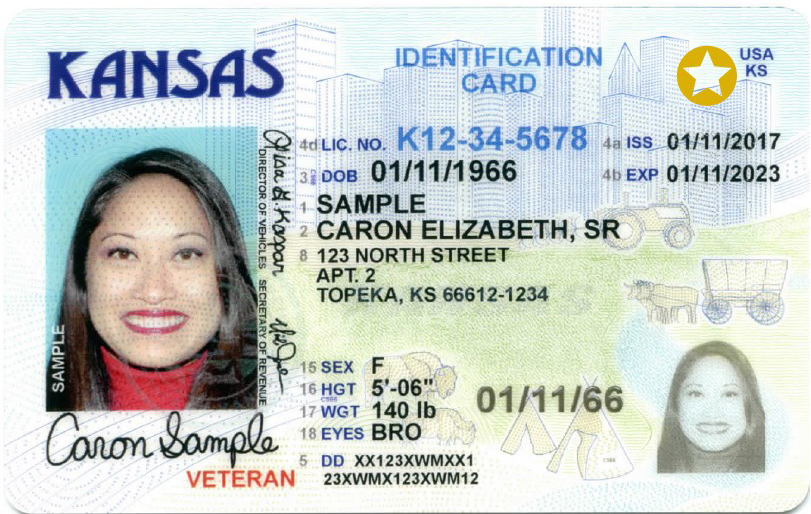 KANSAS
IDENTIFICATION
CARD
USA
KS
4d LIC. NO. K12-34-5678
4a ISS 01/11/2017
3 DOB 01/11/1966
4b EXP 01/11/2023
1 SAMPLE
2 CARON ELIZABETH, SR
8 123 NORTH STREET
APT. 2
TOPEKA, KS 66612-1234
15 SEX F
16 HGT 5'-06"
17 WGT 140 lb
18 EYES BRO
01/11/66
5 DD XX123XWMXX1
23XWMX123XWM12
SAMPLE
DIRECTOR OF VEHICLES SECRETARY OF REVENUE
Caron Sample
VETERAN